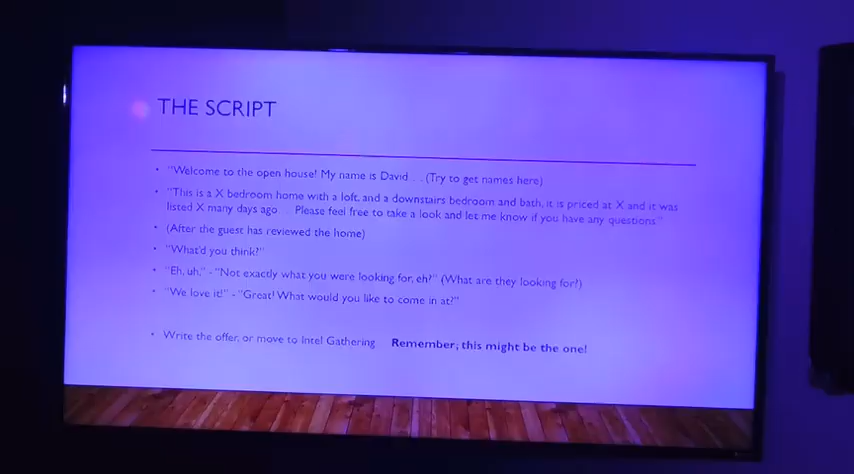 THE SCRIPT
• "Welcome to the open house! My name is David. . . (Try to get names here)
• "This is a X bedroom home with a loft, and a downstairs bedroom and bath, it is priced at X and it was
listed X many days ago. . . Please feel free to take a look and let me know if you have any questions"
• (After the guest has reviewed the home)
• "What'd you think?"
• "Eh, uh," - "Not exactly what you were looking for, eh?" (What are they looking for?)
• "We love it!" - "Great! What would you like to come in at?"
• Write the offer, or move to Intel Gathering Remember; this might be the one!